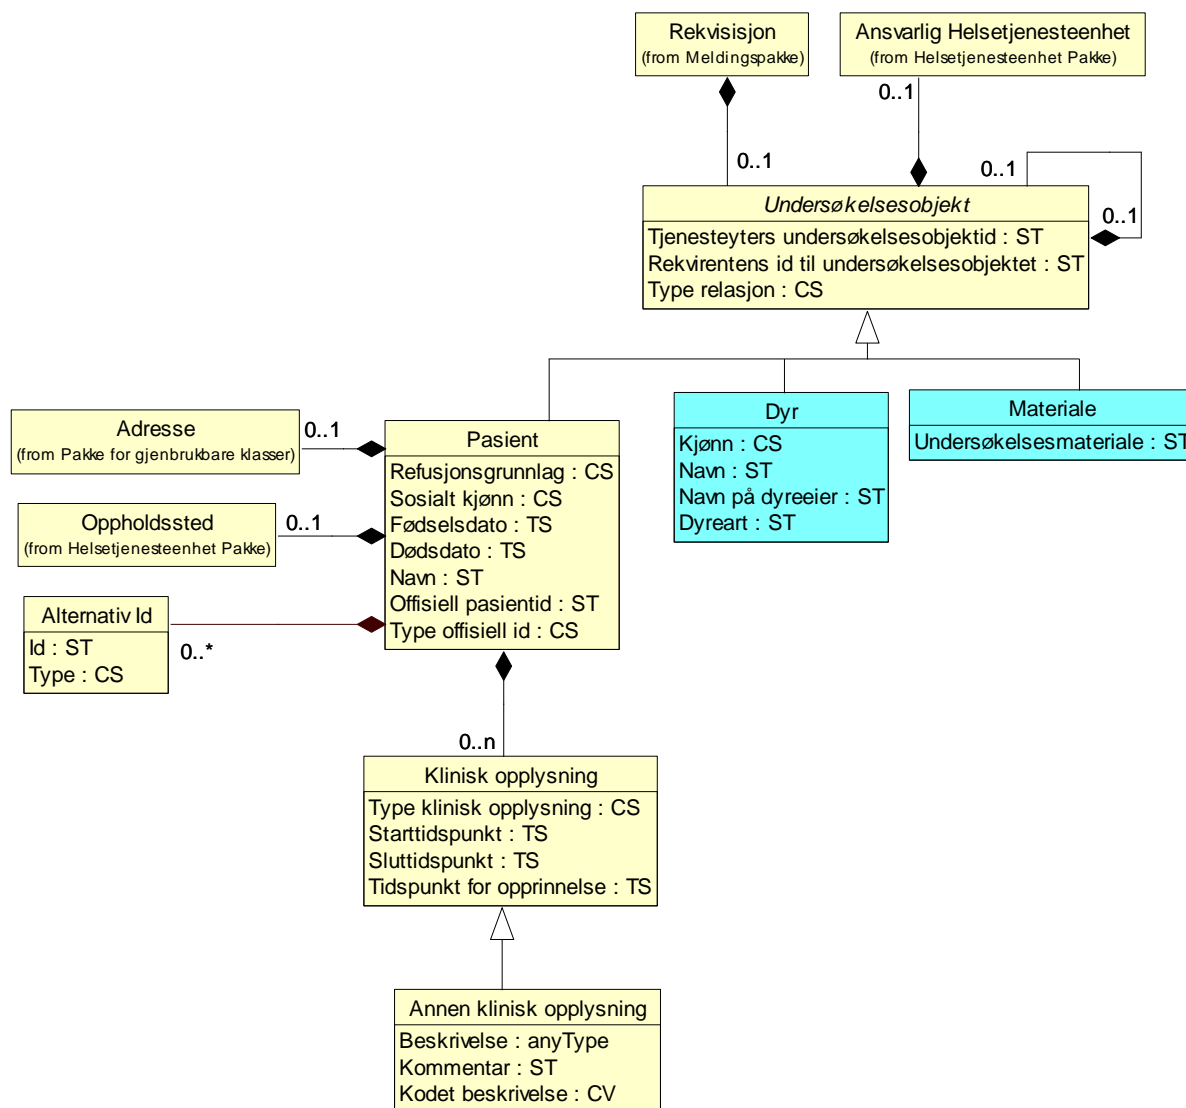 Rekvisisjon
(from Meldingspakke)
Ansvarlig Helsetjenesteenhet
(from Helsetjenesteenhet Pakke)
0..1
0..1
0..1
0..1
Undersøkelsesobjekt
Tjenesteyters undersøkelsesobjektid : ST
Rekvirentens id til undersøkelsesobjektet : ST
Type relasjon : CS
Adresse
(from Pakke for gjenbrukbare klasser)
0..1
Oppholdssted
(from Helsetjenesteenhet Pakke)
0..1
Alternativ Id
Id : ST
Type : CS
0..*
Pasient
Refusjonsgrunnlag : CS
Sosialt kjønn : CS
Fødselsdato : TS
Dødsdato : TS
Navn : ST
Offisiell pasientid : ST
Type offisiell id : CS
Dyr
Kjønn : CS
Navn : ST
Navn på dyreeier : ST
Dyreart : ST
Materiale
Undersøkelsesmateriale : ST
0..n
Klinisk opplysning
Type klinisk opplysning : CS
Starttidspunkt : TS
Sluttidspunkt : TS
Tidspunkt for opprinnelse : TS
Annen klinisk opplysning
Beskrivelse : anyType
Kommentar : ST
Kodet beskrivelse : CV